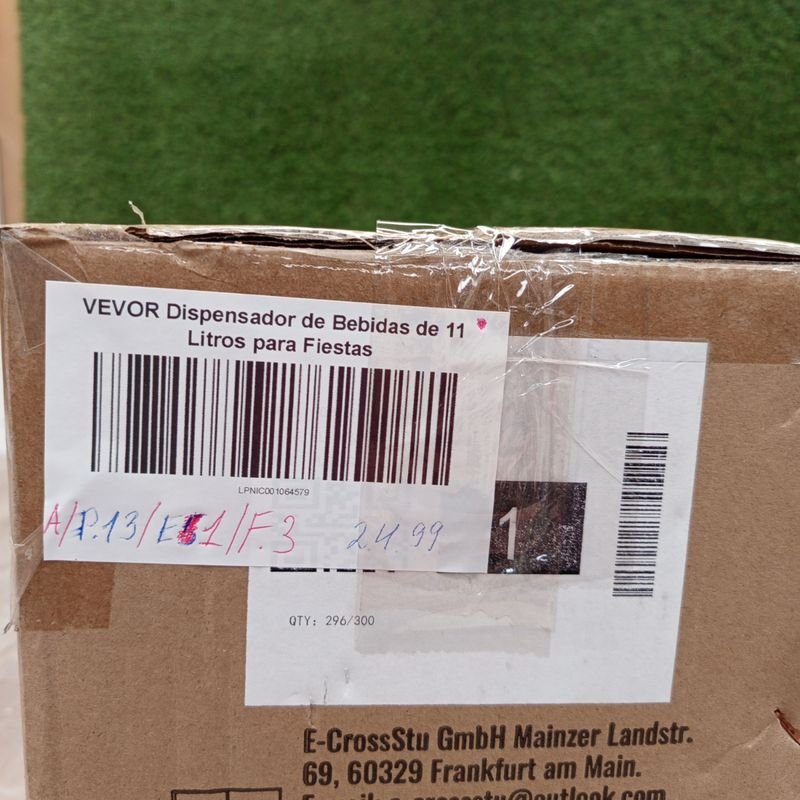 VEVOR Dispensador de Bebidas de 11
Litros para Fiestas
LPNIC001064579
A/P.13/E1/F.3 24.99
1
QTY: 296/300
E-CrossStu GmbH Mainzer Landstr.
69, 60329 Frankfurt am Main.